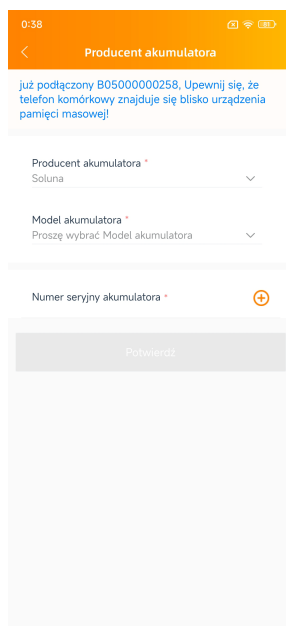 0:38
Producent akumulatora
już podłączony B05000000258, Upewnij się, że
telefon komórkowy znajduje się blisko urządzenia
pamięci masowej!
Producent akumulatora *
Soluna
Model akumulatora *
Proszę wybrać Model akumulatora
Numer seryjny akumulatora *
Potwierdź